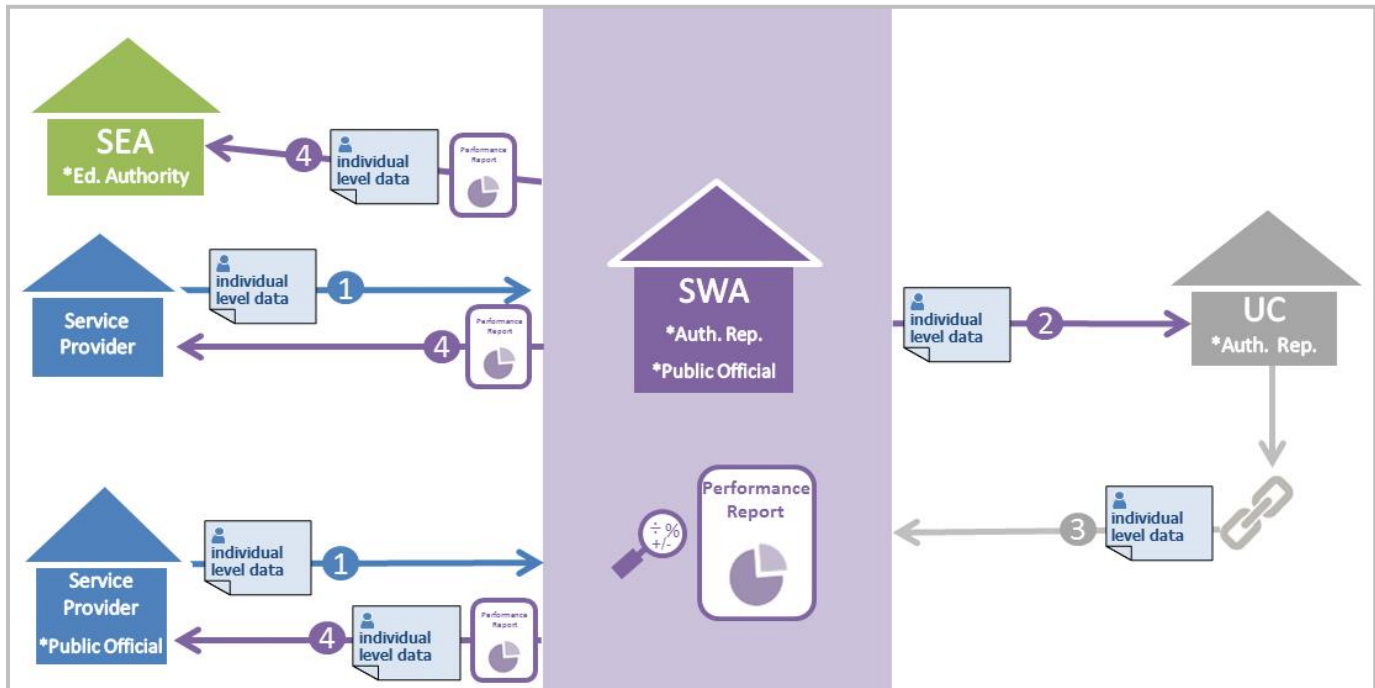 SEA
*Ed. Authority
4
individual
level data
Performance
Report
Service
Provider
individual
level data
1
4
Performance
Report
Service
Provider
*Public Official
individual
level data
1
4
individual
level data
Performance
Report
SWA
*Auth. Rep.
*Public Official
÷ %
+/-
Performance
Report
individual
level data
2
UC
*Auth. Rep.
3
individual
level data